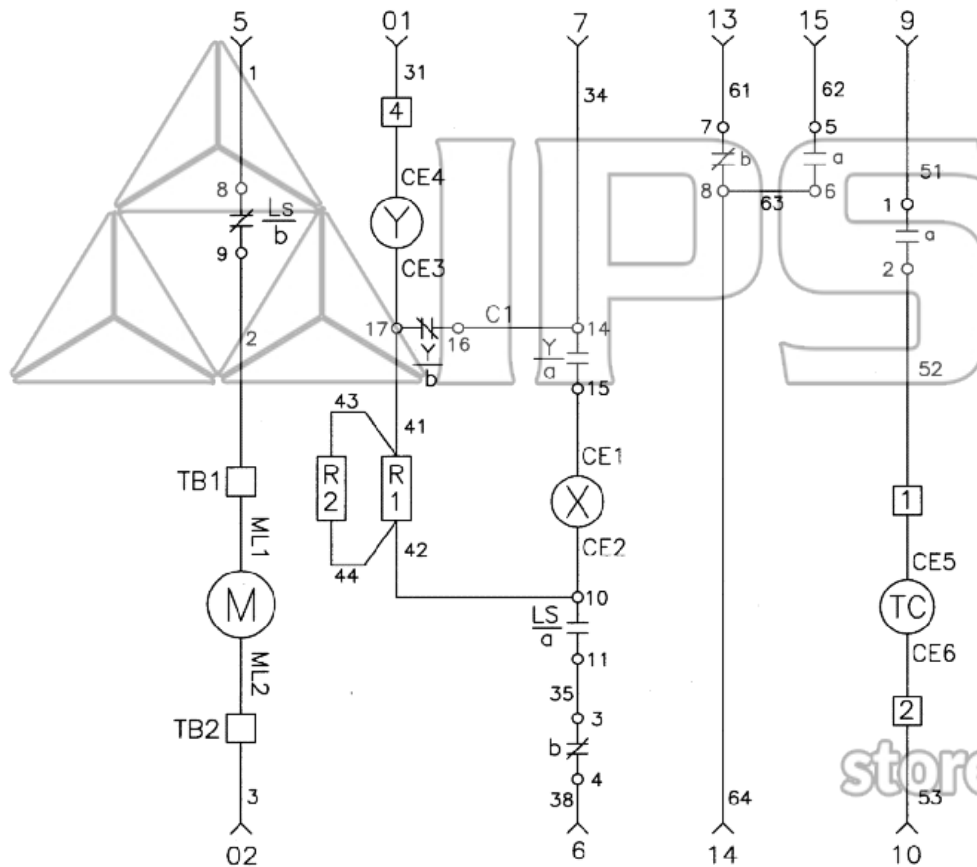 5 01 7 13 15 9
1 31 34 61 62
4
7 5
b a
CE4 51
8 8 63 6 1
LS
b
Y a
9 CE3 2
C1
2 17 16 14
Y
b
Y
a
52
15
43 41
R
2
R
1
CE1
TB1 X 1
ML1 44 42 CE2 CE5
M 10 TC
LS
a
ML2 11 CE6
35
TB2 3 2
b
4
3 38 64 53
02 6 14 10
IPS
store